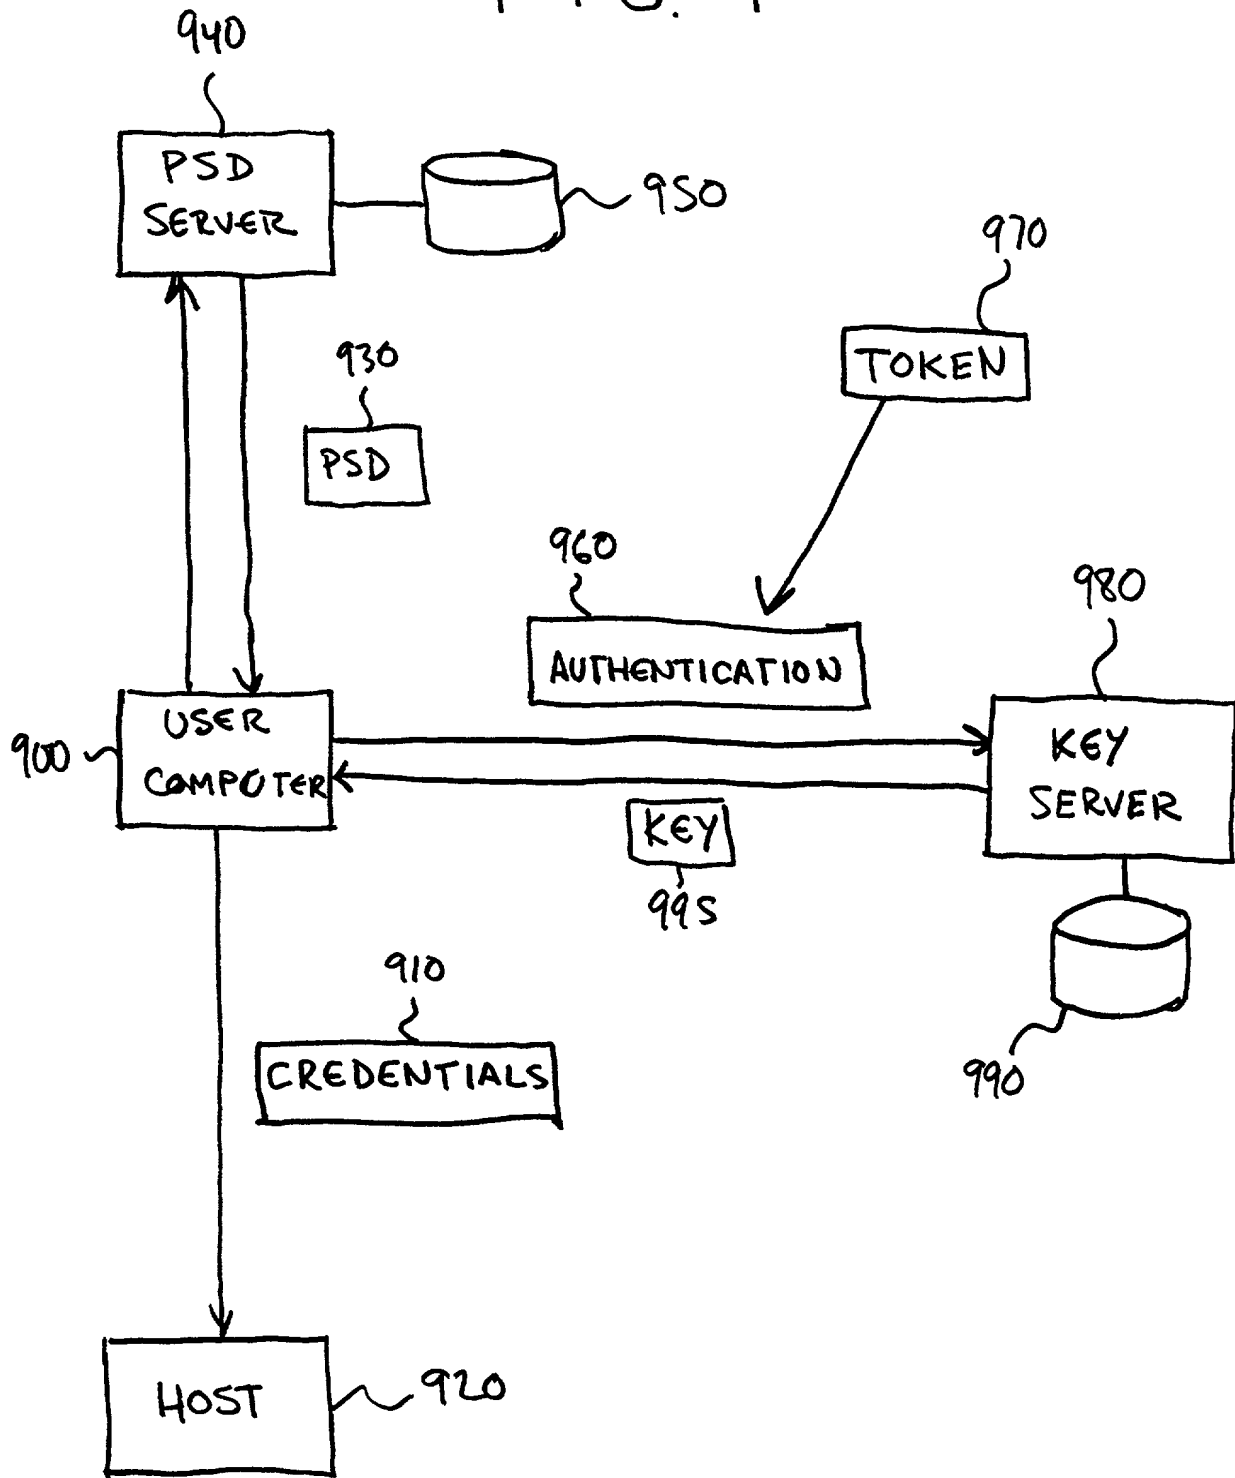 940
PSD
SERVER
950
970
TOKEN
930
PSD
960
AUTHENTICATION
980
KEY
SERVER
900
USER
COMPUTER
KEY
995
910
CREDENTIALS
990
HOST
920